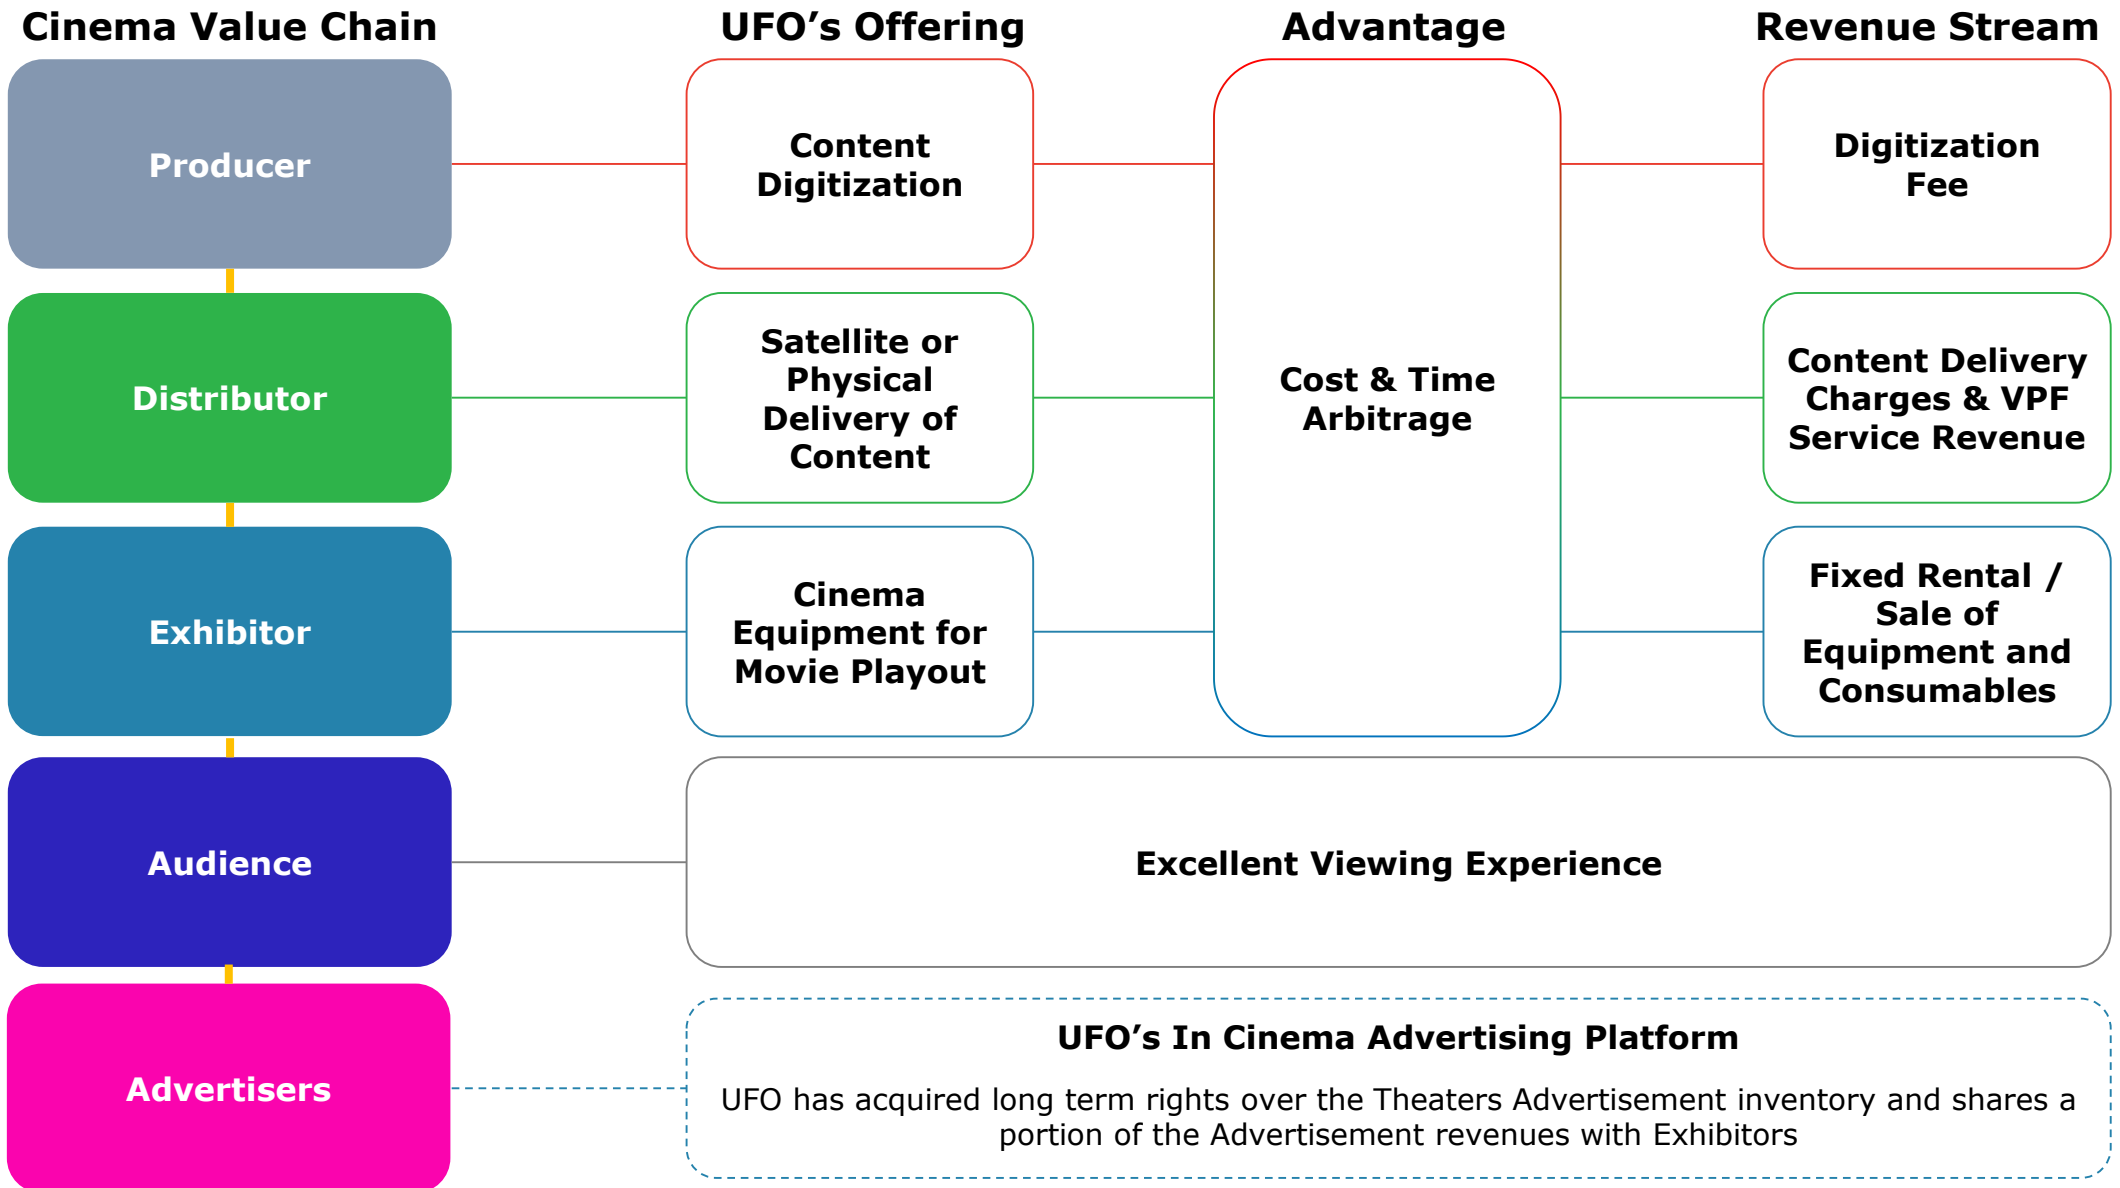 Cinema Value Chain
UFO’s Offering
Advantage
Revenue Stream
Producer
Content
Digitization
Digitization
Fee
Distributor
Satellite or
Physical
Delivery of
Content
Cost & Time
Arbitrage
Content Delivery
Charges & VPF
Service Revenue
Exhibitor
Cinema
Equipment for
Movie Playout
Fixed Rental /
Sale of
Equipment and
Consumables
Audience
Excellent Viewing Experience
Advertisers
UFO’s In Cinema Advertising Platform
UFO has acquired long term rights over the Theaters Advertisement inventory and shares a
portion of the Advertisement revenues with Exhibitors